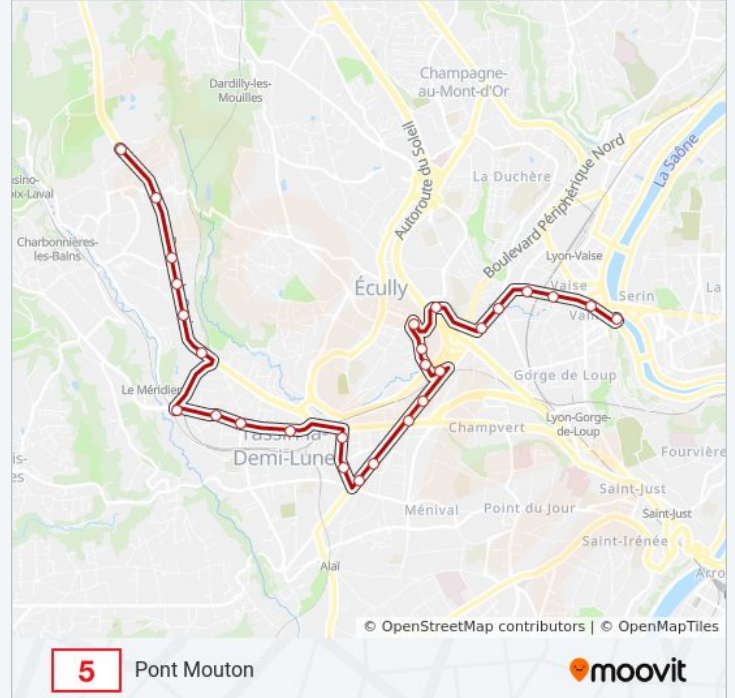 Champagne-
au-Mont-d'Or
Dardilly-les-
Mouilles
Autoroute du Soleil
Boulevard Périphérique Nord
La Saône
La Duchère
Charbonnières-
les-Bains
Lyon-Vaise
Écully
Vaise
Serin
La
Gorge de Loup
Le Méridien
Lyon-Gorge-
de-Loup
Champvert
Demi-Lune
Fourvière
Saint-Just
Ménival
Point du Jour
Saint-Just
Saint-Irénée
Alaï
© OpenStreetMap contributors | © OpenMapTiles
5
Pont Mouton
moovit